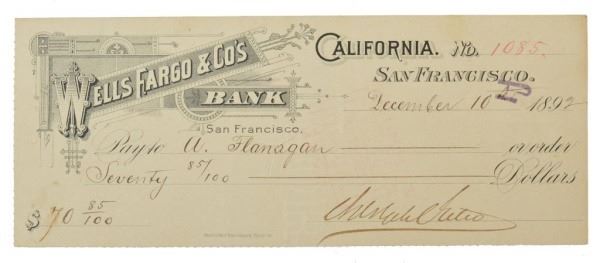 WELLS FARGO & CO'S
BANK
San Francisco.
CALIFORNIA. No. 1085.
SAN FRANCISCO.
December 10 1892
Pay to A. Flanagan or order
Seventy 85/100 Dollars
$70 85/100